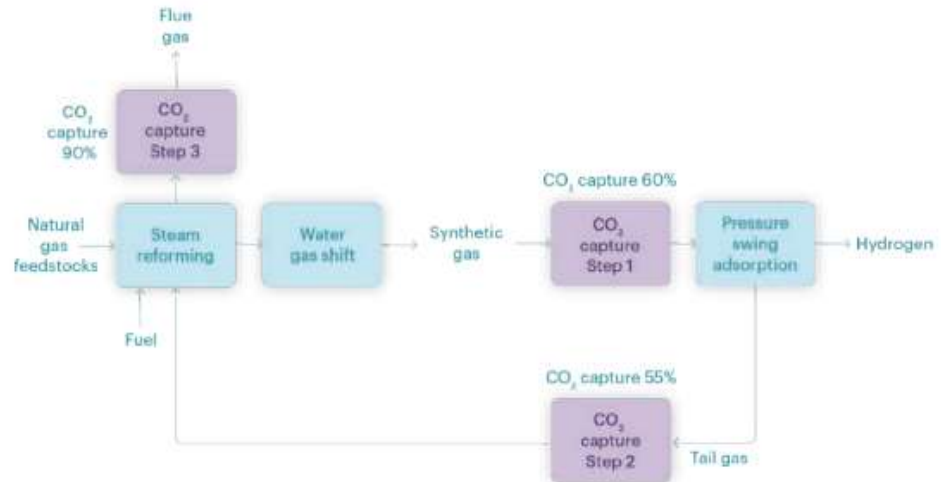 Flue
gas
CO₂
capture
90%
CO₂
capture
Step 3
Natural
gas
feedstocks
Steam
reforming
Water
gas shift
Synthetic
gas
CO₂ capture 60%
CO₂
capture
Step 1
Pressure
swing
adsorption
Hydrogen
Fuel
CO₂ capture 55%
CO₂
capture
Step 2
Tail gas